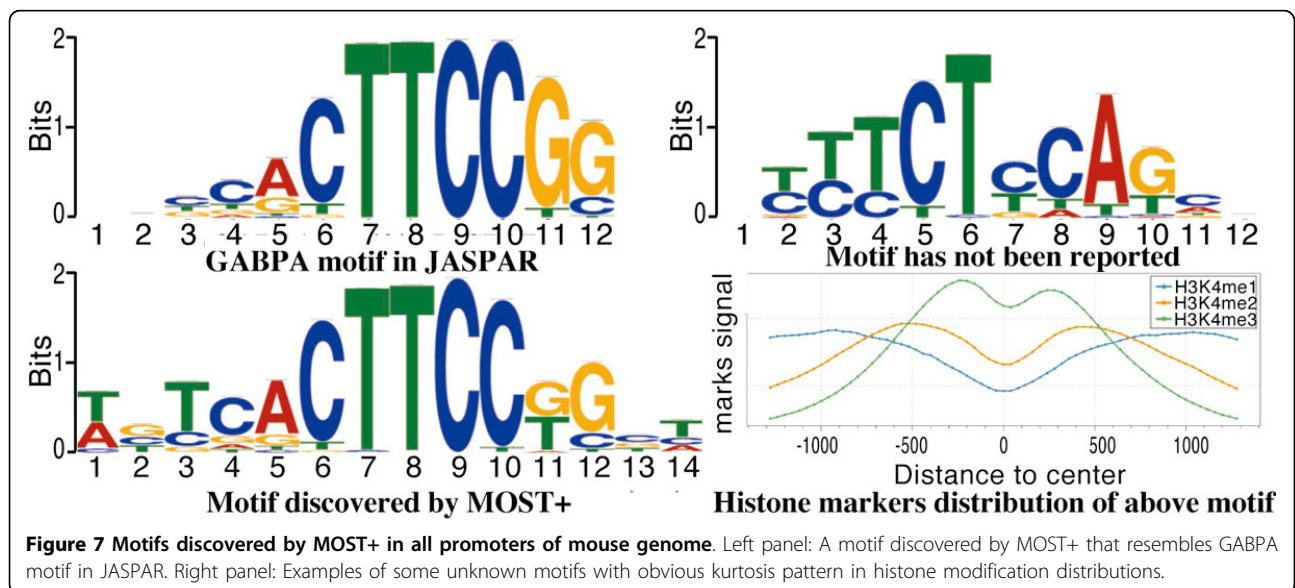 2
Bits
1
0
C T T C C G G
1 2 3 4 5 6 7 8 9 10 11 12
GABPA motif in JASPAR
2
Bits
1
0
T T T C T C C A G C
1 2 3 4 5 6 7 8 9 10 11 12
Motif has not been reported
2
Bits
1
0
T G T C A C T T C C G G C T
1 2 3 4 5 6 7 8 9 10 11 12 13 14
Motif discovered by MOST+
marks signal
H3K4me1
H3K4me2
H3K4me3
-1000 -500 0 500 1000
Distance to center
Histone markers distribution of above motif
Figure 7 Motifs discovered by MOST+ in all promoters of mouse genome. Left panel: A motif discovered by MOST+ that resembles GABPA
motif in JASPAR. Right panel: Examples of some unknown motifs with obvious kurtosis pattern in histone modification distributions.